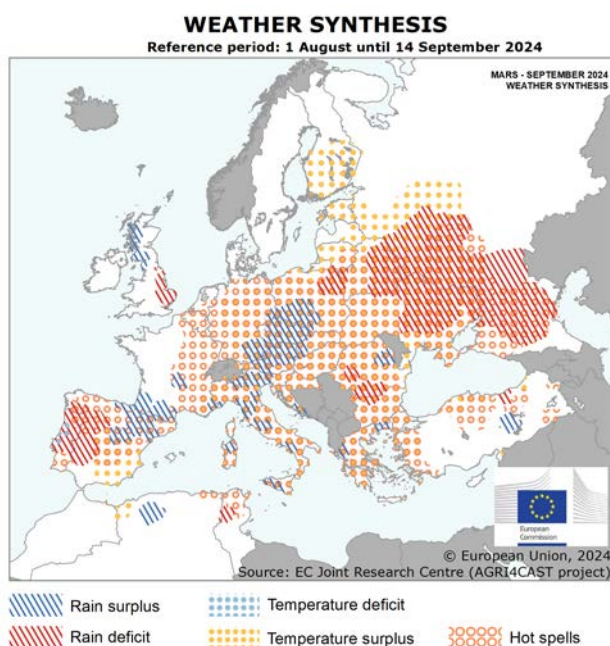 WEATHER SYNTHESIS
Reference period: 1 August until 14 September 2024
MARS - SEPTEMBER 2024
WEATHER SYNTHESIS
European
Commission
© European Union, 2024
Source: EC Joint Research Centre (AGRI4CAST project)
Rain surplus
Temperature deficit
Rain deficit
Temperature surplus
Hot spells